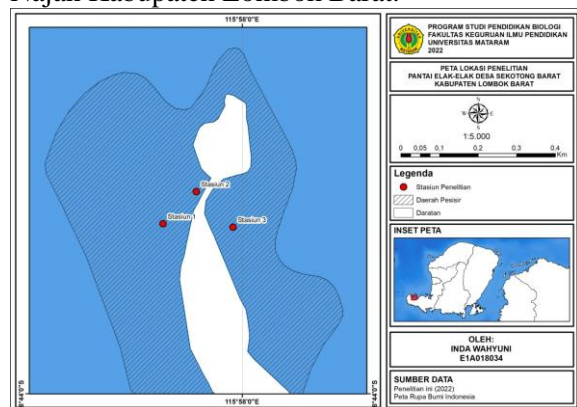 115°58'0"E
Stasiun 2
Stasiun 1
Stasiun 3
8°44'0"S
8°44'0"S
115°58'0"E
PROGRAM STUDI PENDIDIKAN BIOLOGI
FAKULTAS KEGURUAN ILMU PENDIDIKAN
UNIVERSITAS MATARAM
2022
PETA LOKASI PENELITIAN
PANTAI ELAK-ELAK DESA SEKOTONG BARAT
KABUPATEN LOMBOK BARAT
N
W
E
S
1:5.000
0 0,05 0,1 0,2 0,3 0,4
Km
Legenda
Stasiun Penelitian
Daerah Pesisir
Daratan
INSET PETA
OLEH:
INDA WAHYUNI
E1A018034
SUMBER DATA
Penelitian ini (2022)
Peta Rupa Bumi Indonesia